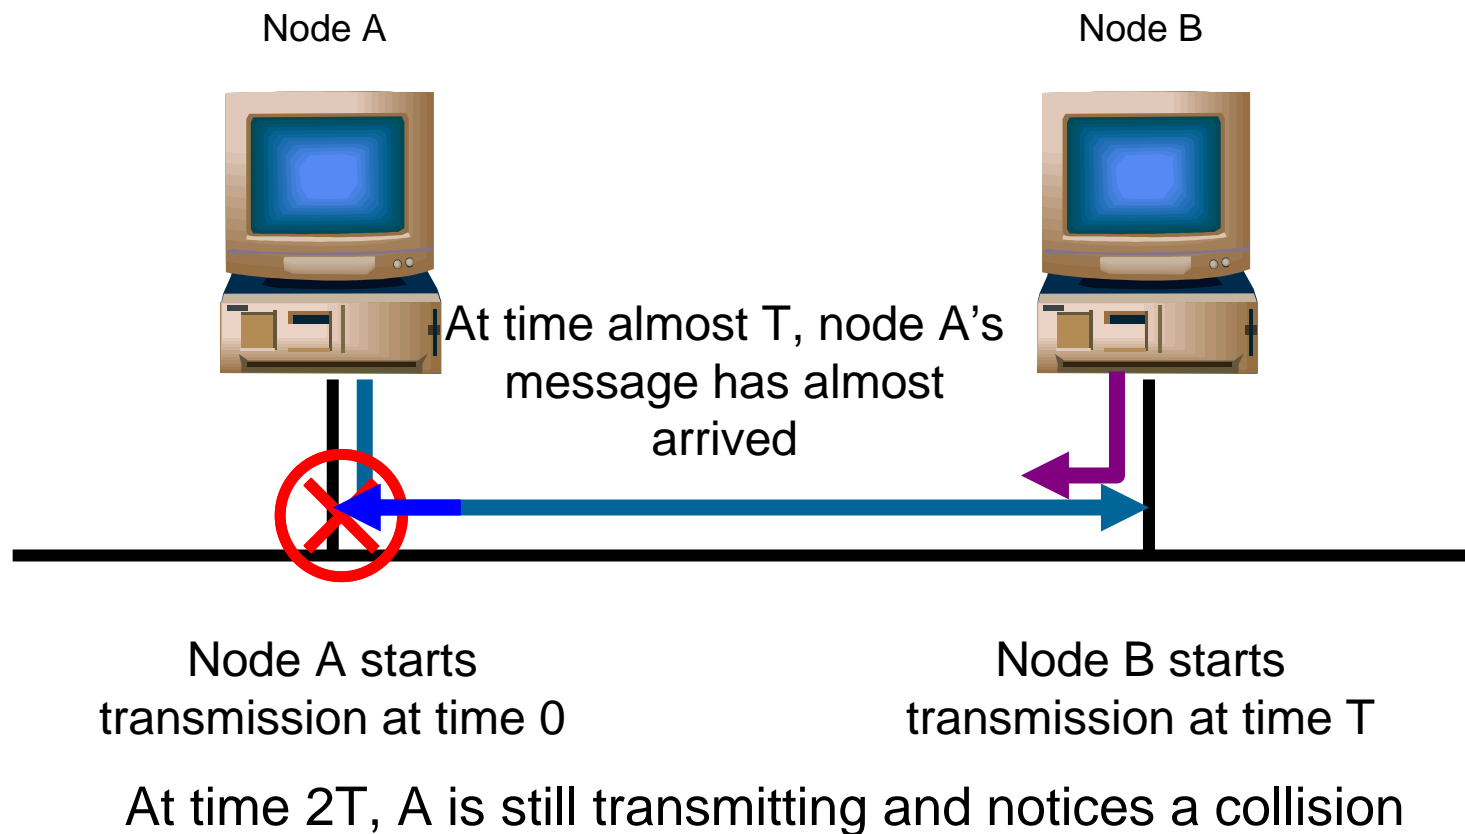 Node A
Node B
At time almost T, node A’s
message has almost
arrived
Node A starts
transmission at time 0
Node B starts
transmission at time T
At time 2T, A is still transmitting and notices a collision